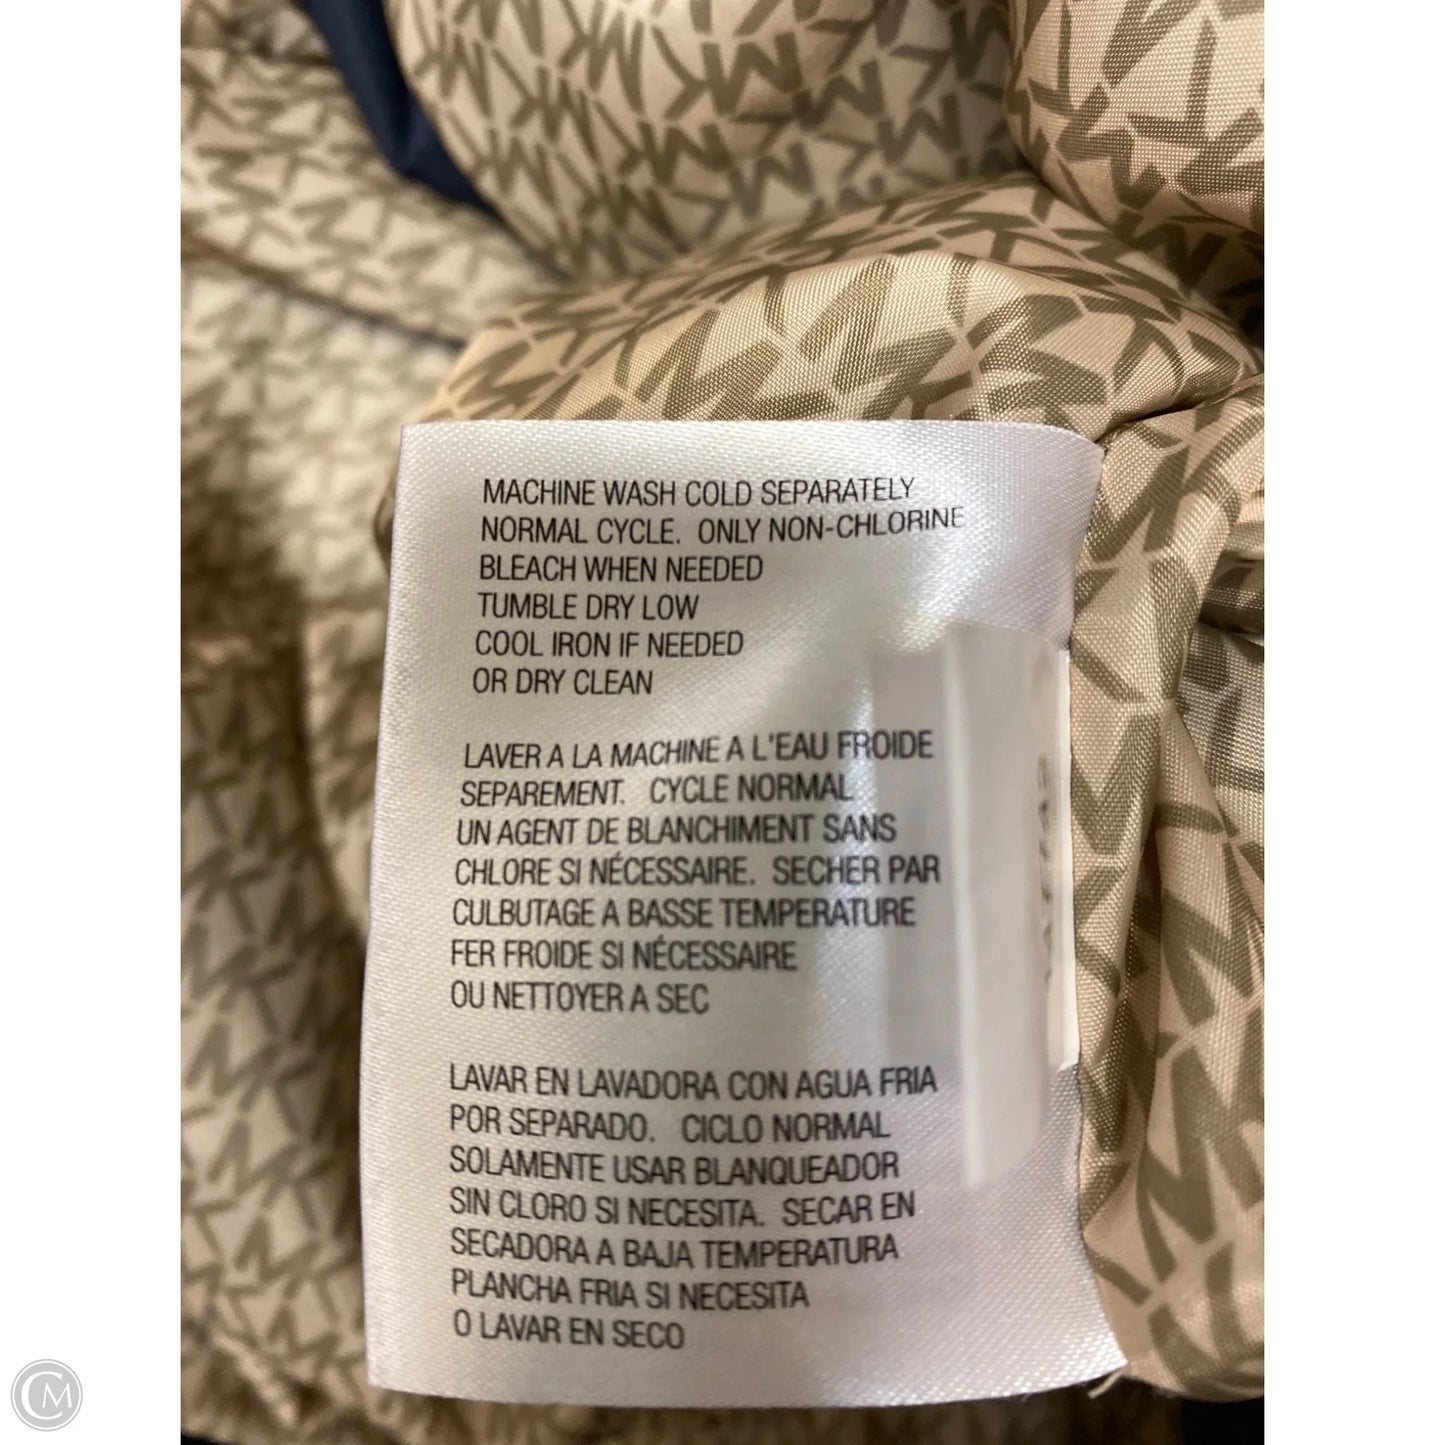 MACHINE WASH COLD SEPARATELY
NORMAL CYCLE. ONLY NON-CHLORINE
BLEACH WHEN NEEDED
TUMBLE DRY LOW
COOL IRON IF NEEDED
OR DRY CLEAN
LAVER A LA MACHINE A L'EAU FROIDE
SEPAREMENT. CYCLE NORMAL
UN AGENT DE BLANCHIMENT SANS
CHLORE SI NÉCESSAIRE. SECHER PAR
CULBUTAGE A BASSE TEMPERATURE
FER FROIDE SI NÉCESSAIRE
OU NETTOYER A SEC
LAVAR EN LAVADORA CON AGUA FRIA
POR SEPARADO. CICLO NORMAL
SOLAMENTE USAR BLANQUEADOR
SIN CLORO SI NECESITA. SECAR EN
SECADORA A BAJA TEMPERATURA
PLANCHA FRIA SI NECESITA
O LAVAR EN SECO
CM